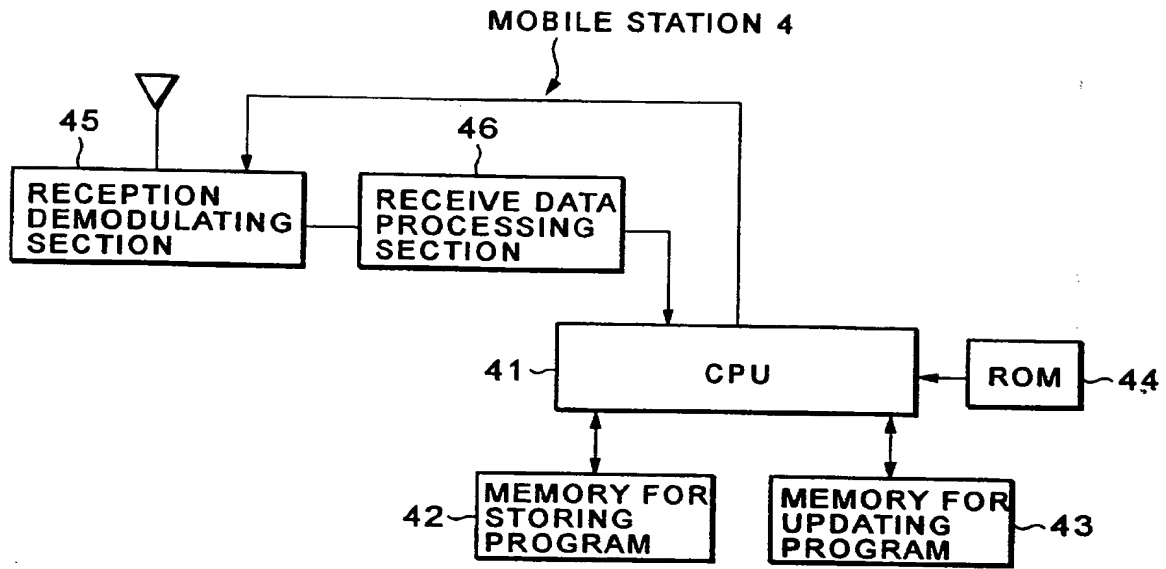 MOBILE STATION 4
45
46
RECEPTION
DEMODULATING
SECTION
RECEIVE DATA
PROCESSING
SECTION
41
CPU
ROM
44
42
MEMORY FOR
STORING
PROGRAM
MEMORY FOR
UPDATING
PROGRAM
43